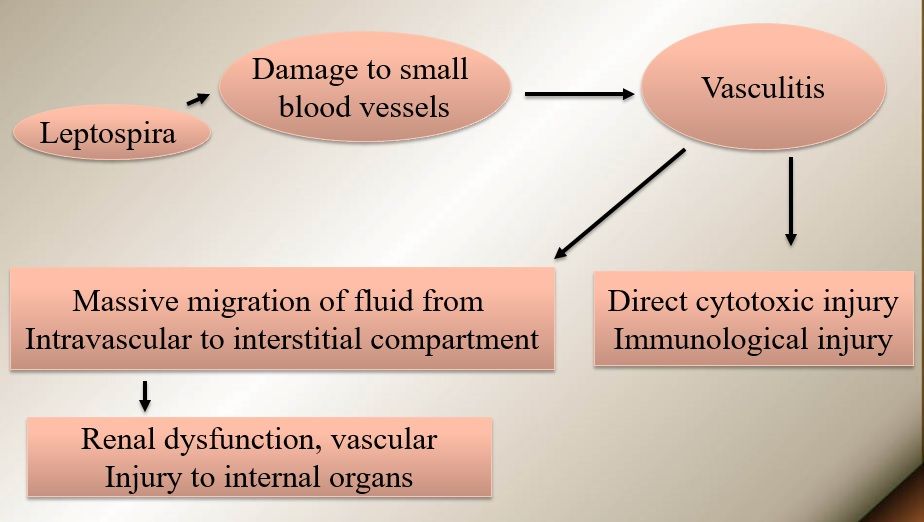 Damage to small
blood vessels
Vasculitis
Leptospira
Massive migration of fluid from
Intravascular to interstitial compartment
Direct cytotoxic injury
Immunological injury
Renal dysfunction, vascular
Injury to internal organs